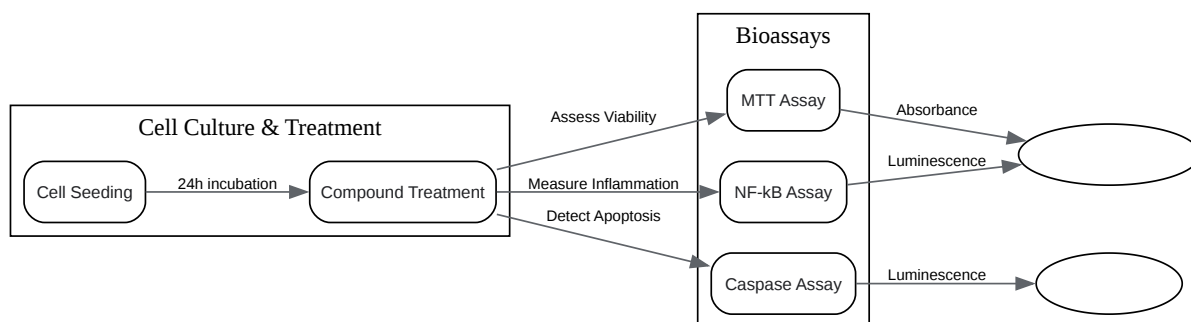 Bioassays
Cell Culture & Treatment
Cell Seeding
24h incubation
Compound Treatment
Assess Viability
Measure Inflammation
Detect Apoptosis
MTT Assay
NF-kB Assay
Caspase Assay
Absorbance
Luminescence
Luminescence